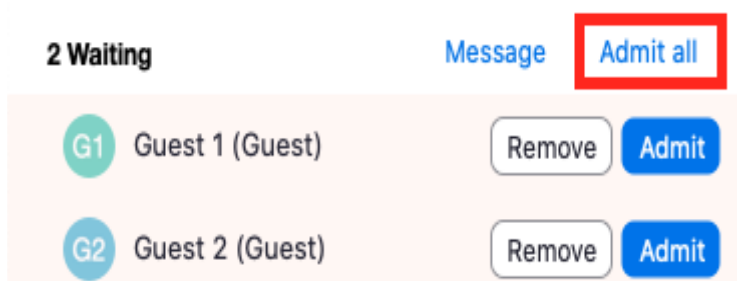 2 Waiting Message Admit all
G1 Guest 1 (Guest) Remove Admit
G2 Guest 2 (Guest) Remove Admit